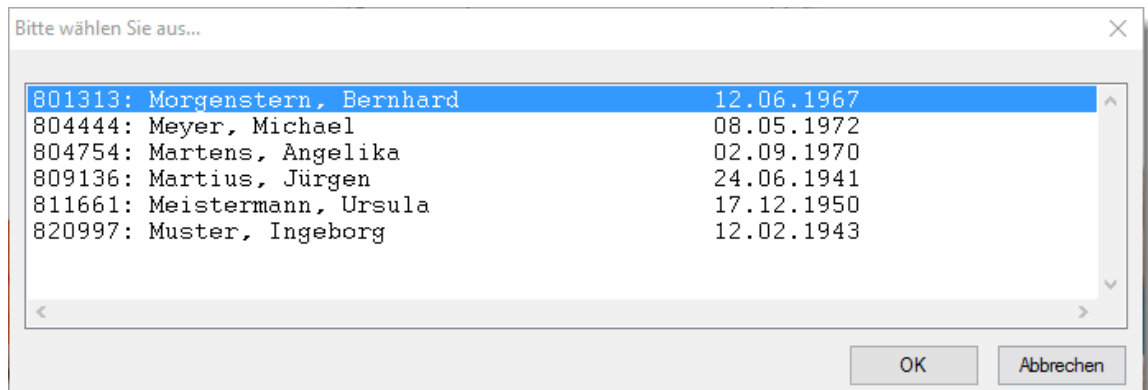 Bitte wählen Sie aus...
801313: Morgenstern, Bernhard 12.06.1967
804444: Meyer, Michael 08.05.1972
804754: Martens, Angelika 02.09.1970
809136: Martius, Jürgen 24.06.1941
811661: Meistermann, Ursula 17.12.1950
820997: Muster, Ingeborg 12.02.1943
OK Abbrechen